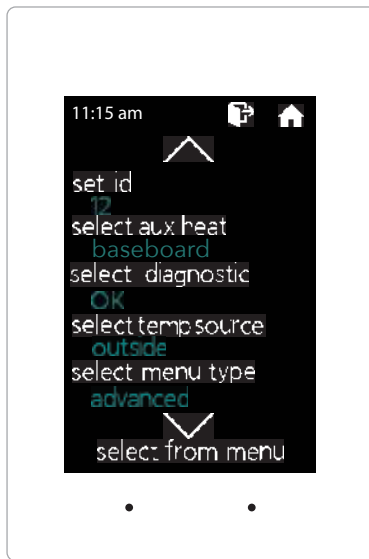 11:15 am
set id
12
select aux heat
baseboard
select diagnostic
OK
select temp source
outside
select menu type
advanced
select from menu